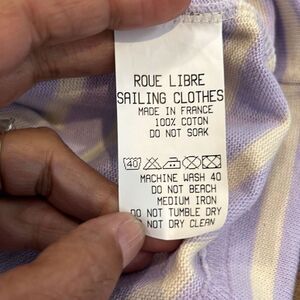 ROUE LIBRE
SAILING CLOTHES
MADE IN FRANCE
100% COTON
DO NOT SOAK
40
MACHINE WASH 40
DO NOT BEACH
MEDIUM IRON
DO NOT TUMBLE DRY
DO NOT DRY CLEAN